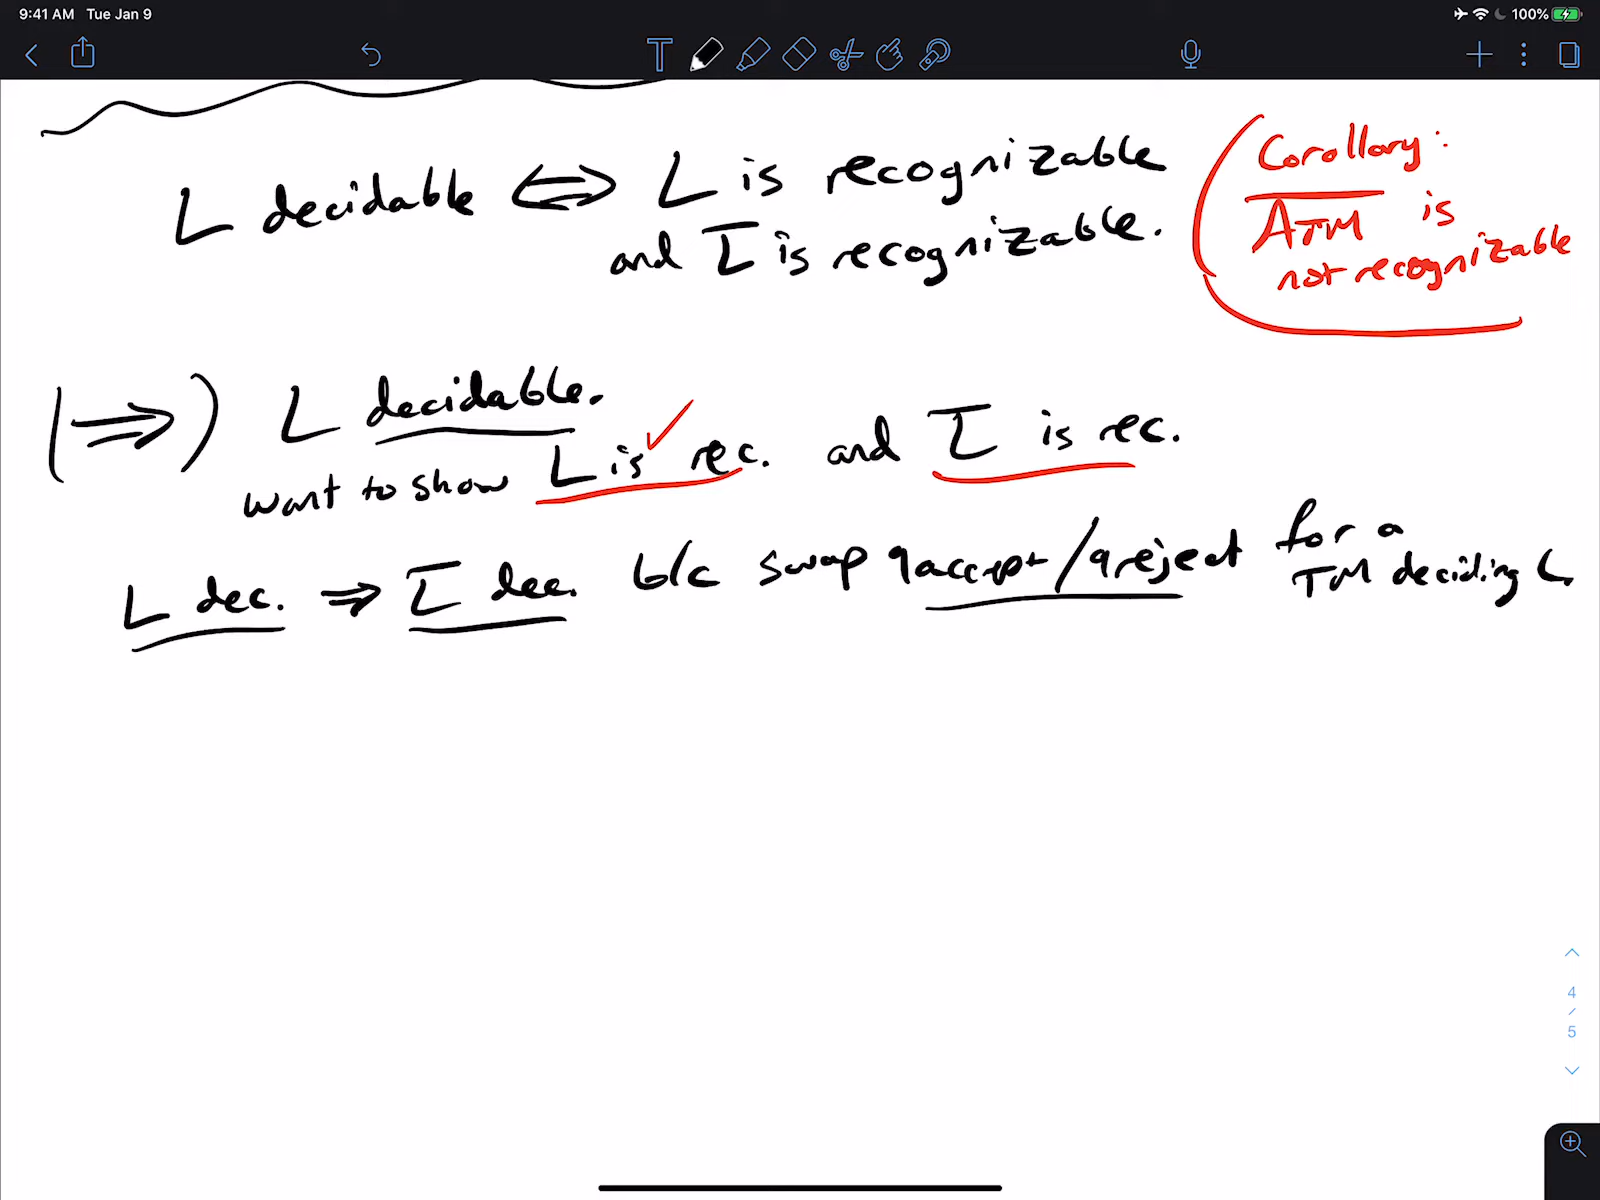 9:41 AM Tue Jan 9
100%
L decidable ⟺ L is recognizable
and L̅ is recognizable.
Corollary:
A̅T̅M̅ is
not recognizable
(⟹) L decidable.
want to show L is rec. and L̅ is rec.
L dec. ⟹ L̅ dec. b/c swap qaccept/qreject for a
TM deciding L.
4
/
5